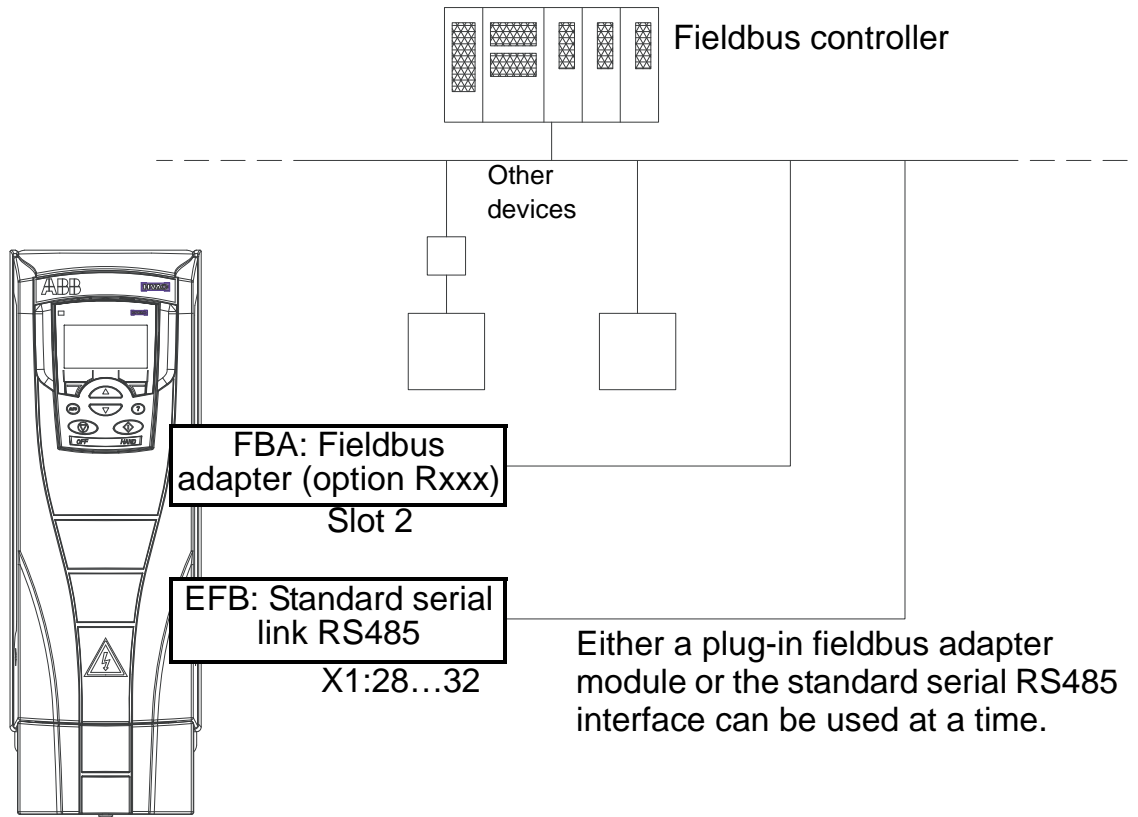 Fieldbus controller
Other
devices
ABB
HVAC
FBA: Fieldbus
adapter (option Rxxx)
Slot 2
OFF
HAND
?
EFB: Standard serial
link RS485
X1:28…32
Either a plug-in fieldbus adapter
module or the standard serial RS485
interface can be used at a time.